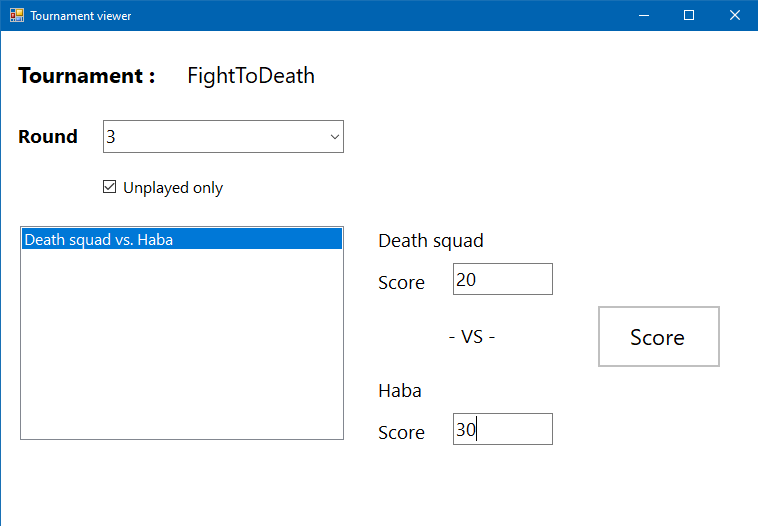 Tournament viewer
Tournament : FightToDeath
Round 3
Unplayed only
Death squad vs. Haba
Death squad
Score 20
- VS -
Score
Haba
Score 30